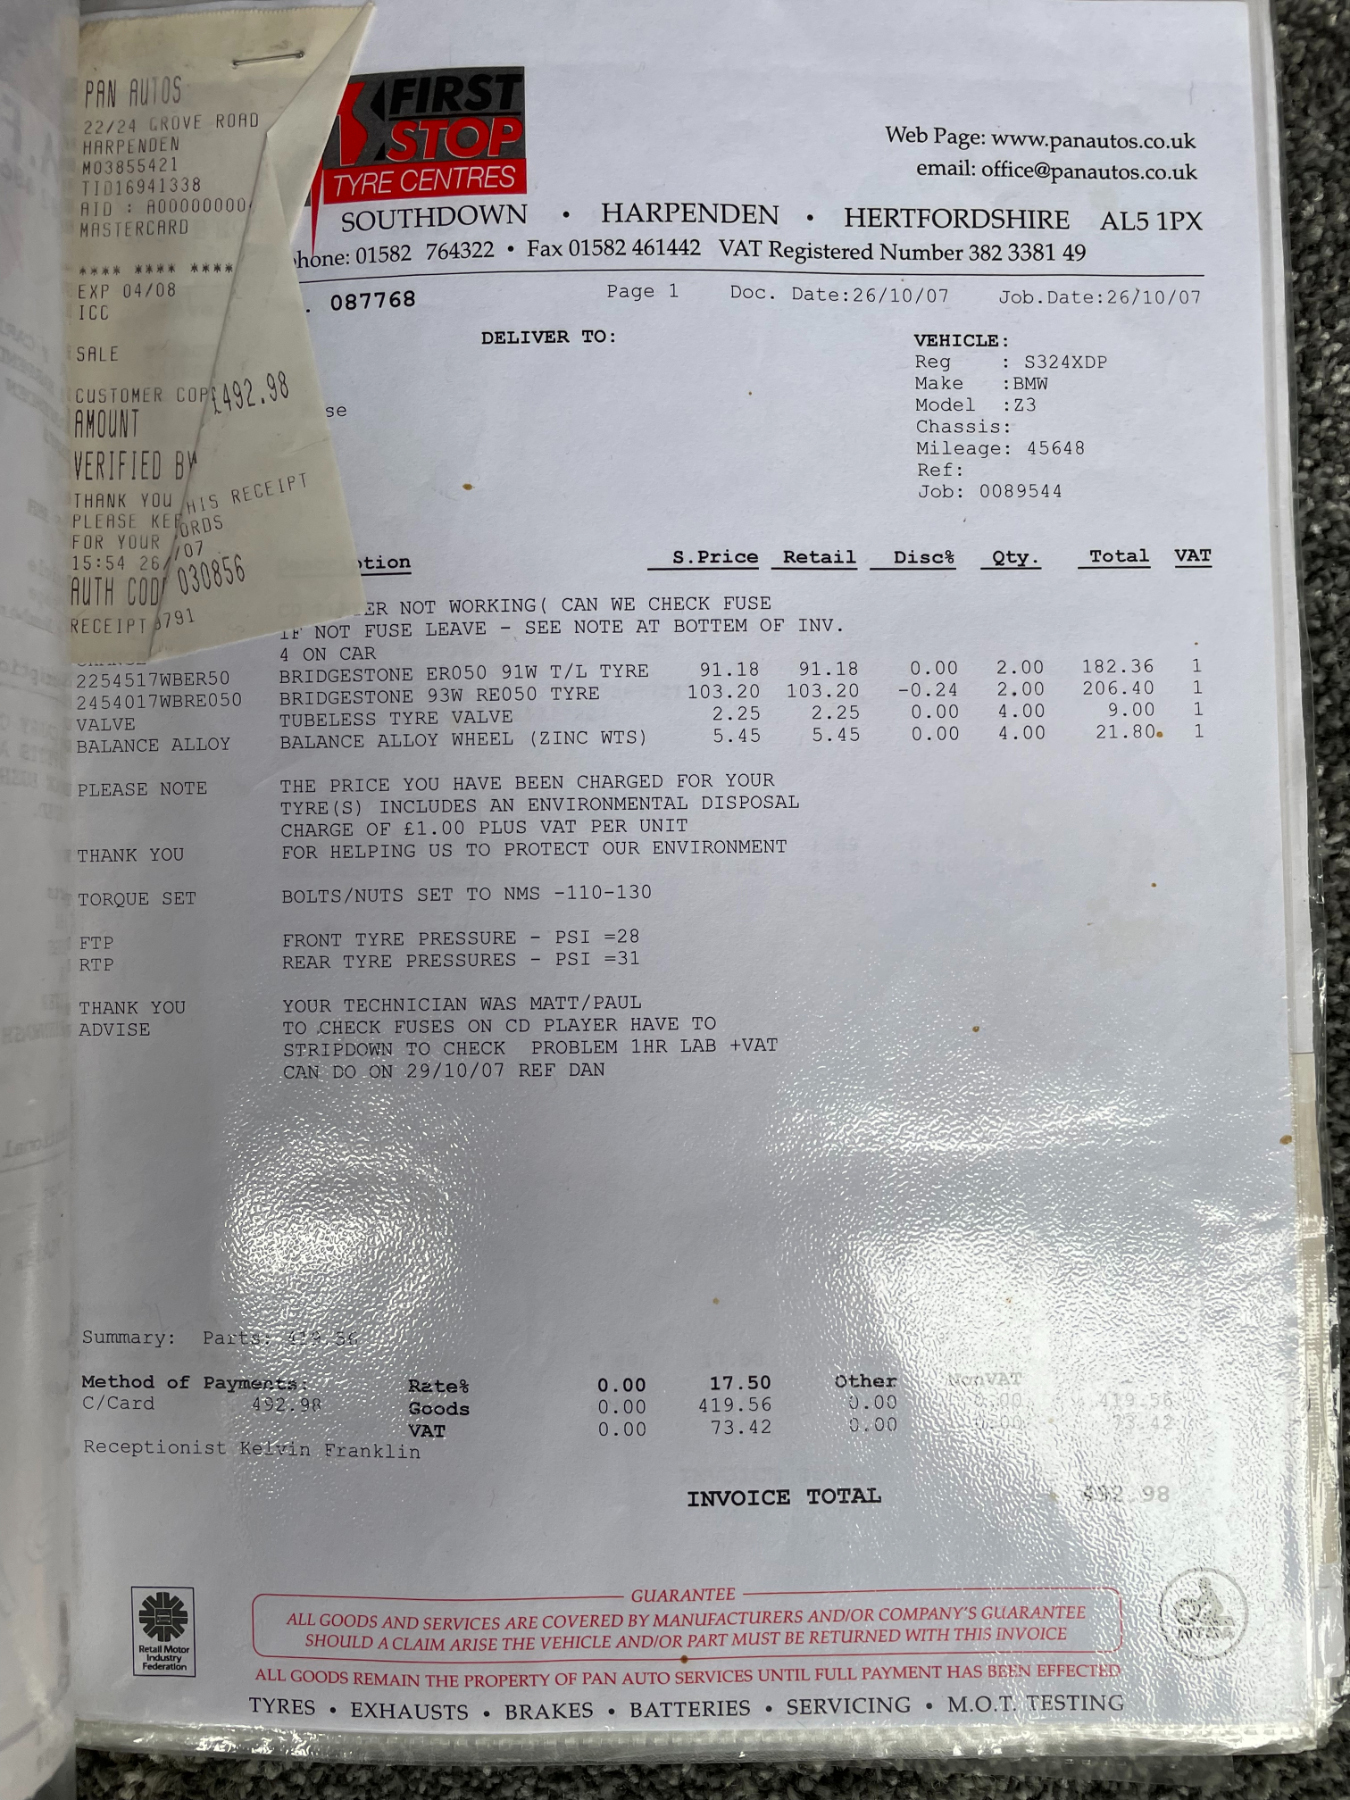 PAN AUTOS
22/24 GROVE ROAD
HARPENDEN
M03855421
TID16941338
AID : A00000000
MASTERCARD
**** **** ****
EXP 04/08
ICC
SALE
CUSTOMER COP
£492.98
AMOUNT
VERIFIED BY
THANK YOU
HIS RECEIPT
PLEASE KEE
ORDS
FOR YOUR
15:54 26/ /07
AUTH COD 030856
RECEIPT 3791
FIRST
STOP
TYRE CENTRES
Web Page: www.panautos.co.uk
email: office@panautos.co.uk
SOUTHDOWN • HARPENDEN • HERTFORDSHIRE AL5 1PX
hone: 01582 764322 • Fax 01582 461442 VAT Registered Number 382 3381 49
. 087768 Page 1 Doc. Date:26/10/07 Job.Date:26/10/07
DELIVER TO:
VEHICLE:
Reg : S324XDP
Make :BMW
Model :Z3
Chassis:
Mileage: 45648
Ref:
Job: 0089544
se
tion S.Price Retail Disc% Qty. Total VAT
ER NOT WORKING( CAN WE CHECK FUSE
IF NOT FUSE LEAVE - SEE NOTE AT BOTTEM OF INV.
4 ON CAR
2254517WBER50 BRIDGESTONE ER050 91W T/L TYRE 91.18 91.18 0.00 2.00 182.36 1
2454017WBRE050 BRIDGESTONE 93W RE050 TYRE 103.20 103.20 -0.24 2.00 206.40 1
VALVE TUBELESS TYRE VALVE 2.25 2.25 0.00 4.00 9.00 1
BALANCE ALLOY BALANCE ALLOY WHEEL (ZINC WTS) 5.45 5.45 0.00 4.00 21.80 1
PLEASE NOTE THE PRICE YOU HAVE BEEN CHARGED FOR YOUR
TYRE(S) INCLUDES AN ENVIRONMENTAL DISPOSAL
CHARGE OF £1.00 PLUS VAT PER UNIT
THANK YOU FOR HELPING US TO PROTECT OUR ENVIRONMENT
TORQUE SET BOLTS/NUTS SET TO NMS -110-130
FTP FRONT TYRE PRESSURE - PSI =28
RTP REAR TYRE PRESSURES - PSI =31
THANK YOU YOUR TECHNICIAN WAS MATT/PAUL
ADVISE TO CHECK FUSES ON CD PLAYER HAVE TO
STRIPDOWN TO CHECK PROBLEM 1HR LAB +VAT
CAN DO ON 29/10/07 REF DAN
Summary: Parts: 419.56
Method of Payments: Rate% 0.00 17.50 Other NonVAT
C/Card 492.98 Goods 0.00 419.56 0.00 0.00 419.56
VAT 0.00 73.42 0.00 0.00
Receptionist Kelvin Franklin
INVOICE TOTAL 492.98
Retail Motor
Industry
Federation
GUARANTEE
ALL GOODS AND SERVICES ARE COVERED BY MANUFACTURERS AND/OR COMPANY'S GUARANTEE
SHOULD A CLAIM ARISE THE VEHICLE AND/OR PART MUST BE RETURNED WITH THIS INVOICE
ALL GOODS REMAIN THE PROPERTY OF PAN AUTO SERVICES UNTIL FULL PAYMENT HAS BEEN EFFECTED
TYRES • EXHAUSTS • BRAKES • BATTERIES • SERVICING • M.O.T. TESTING